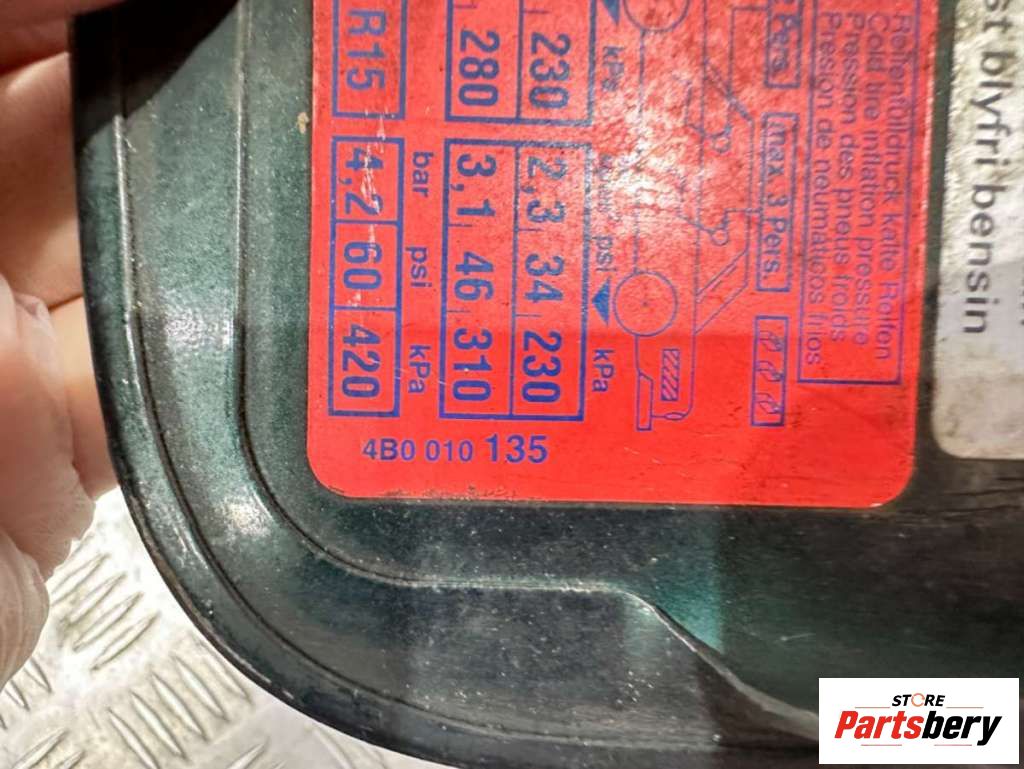 st blyfri bensin
Reifenfülldruck kalte Reifen
Cold tire inflation pressure
Pression des pneus froids
Presión de neumáticos fríos
Pers. max. 3 Pers.
kPa psi kPa
230 2,3 34 230
280 3,1 46 310
bar psi kPa
R15 4,2 60 420
4B0 010 135
STORE
Partsbery